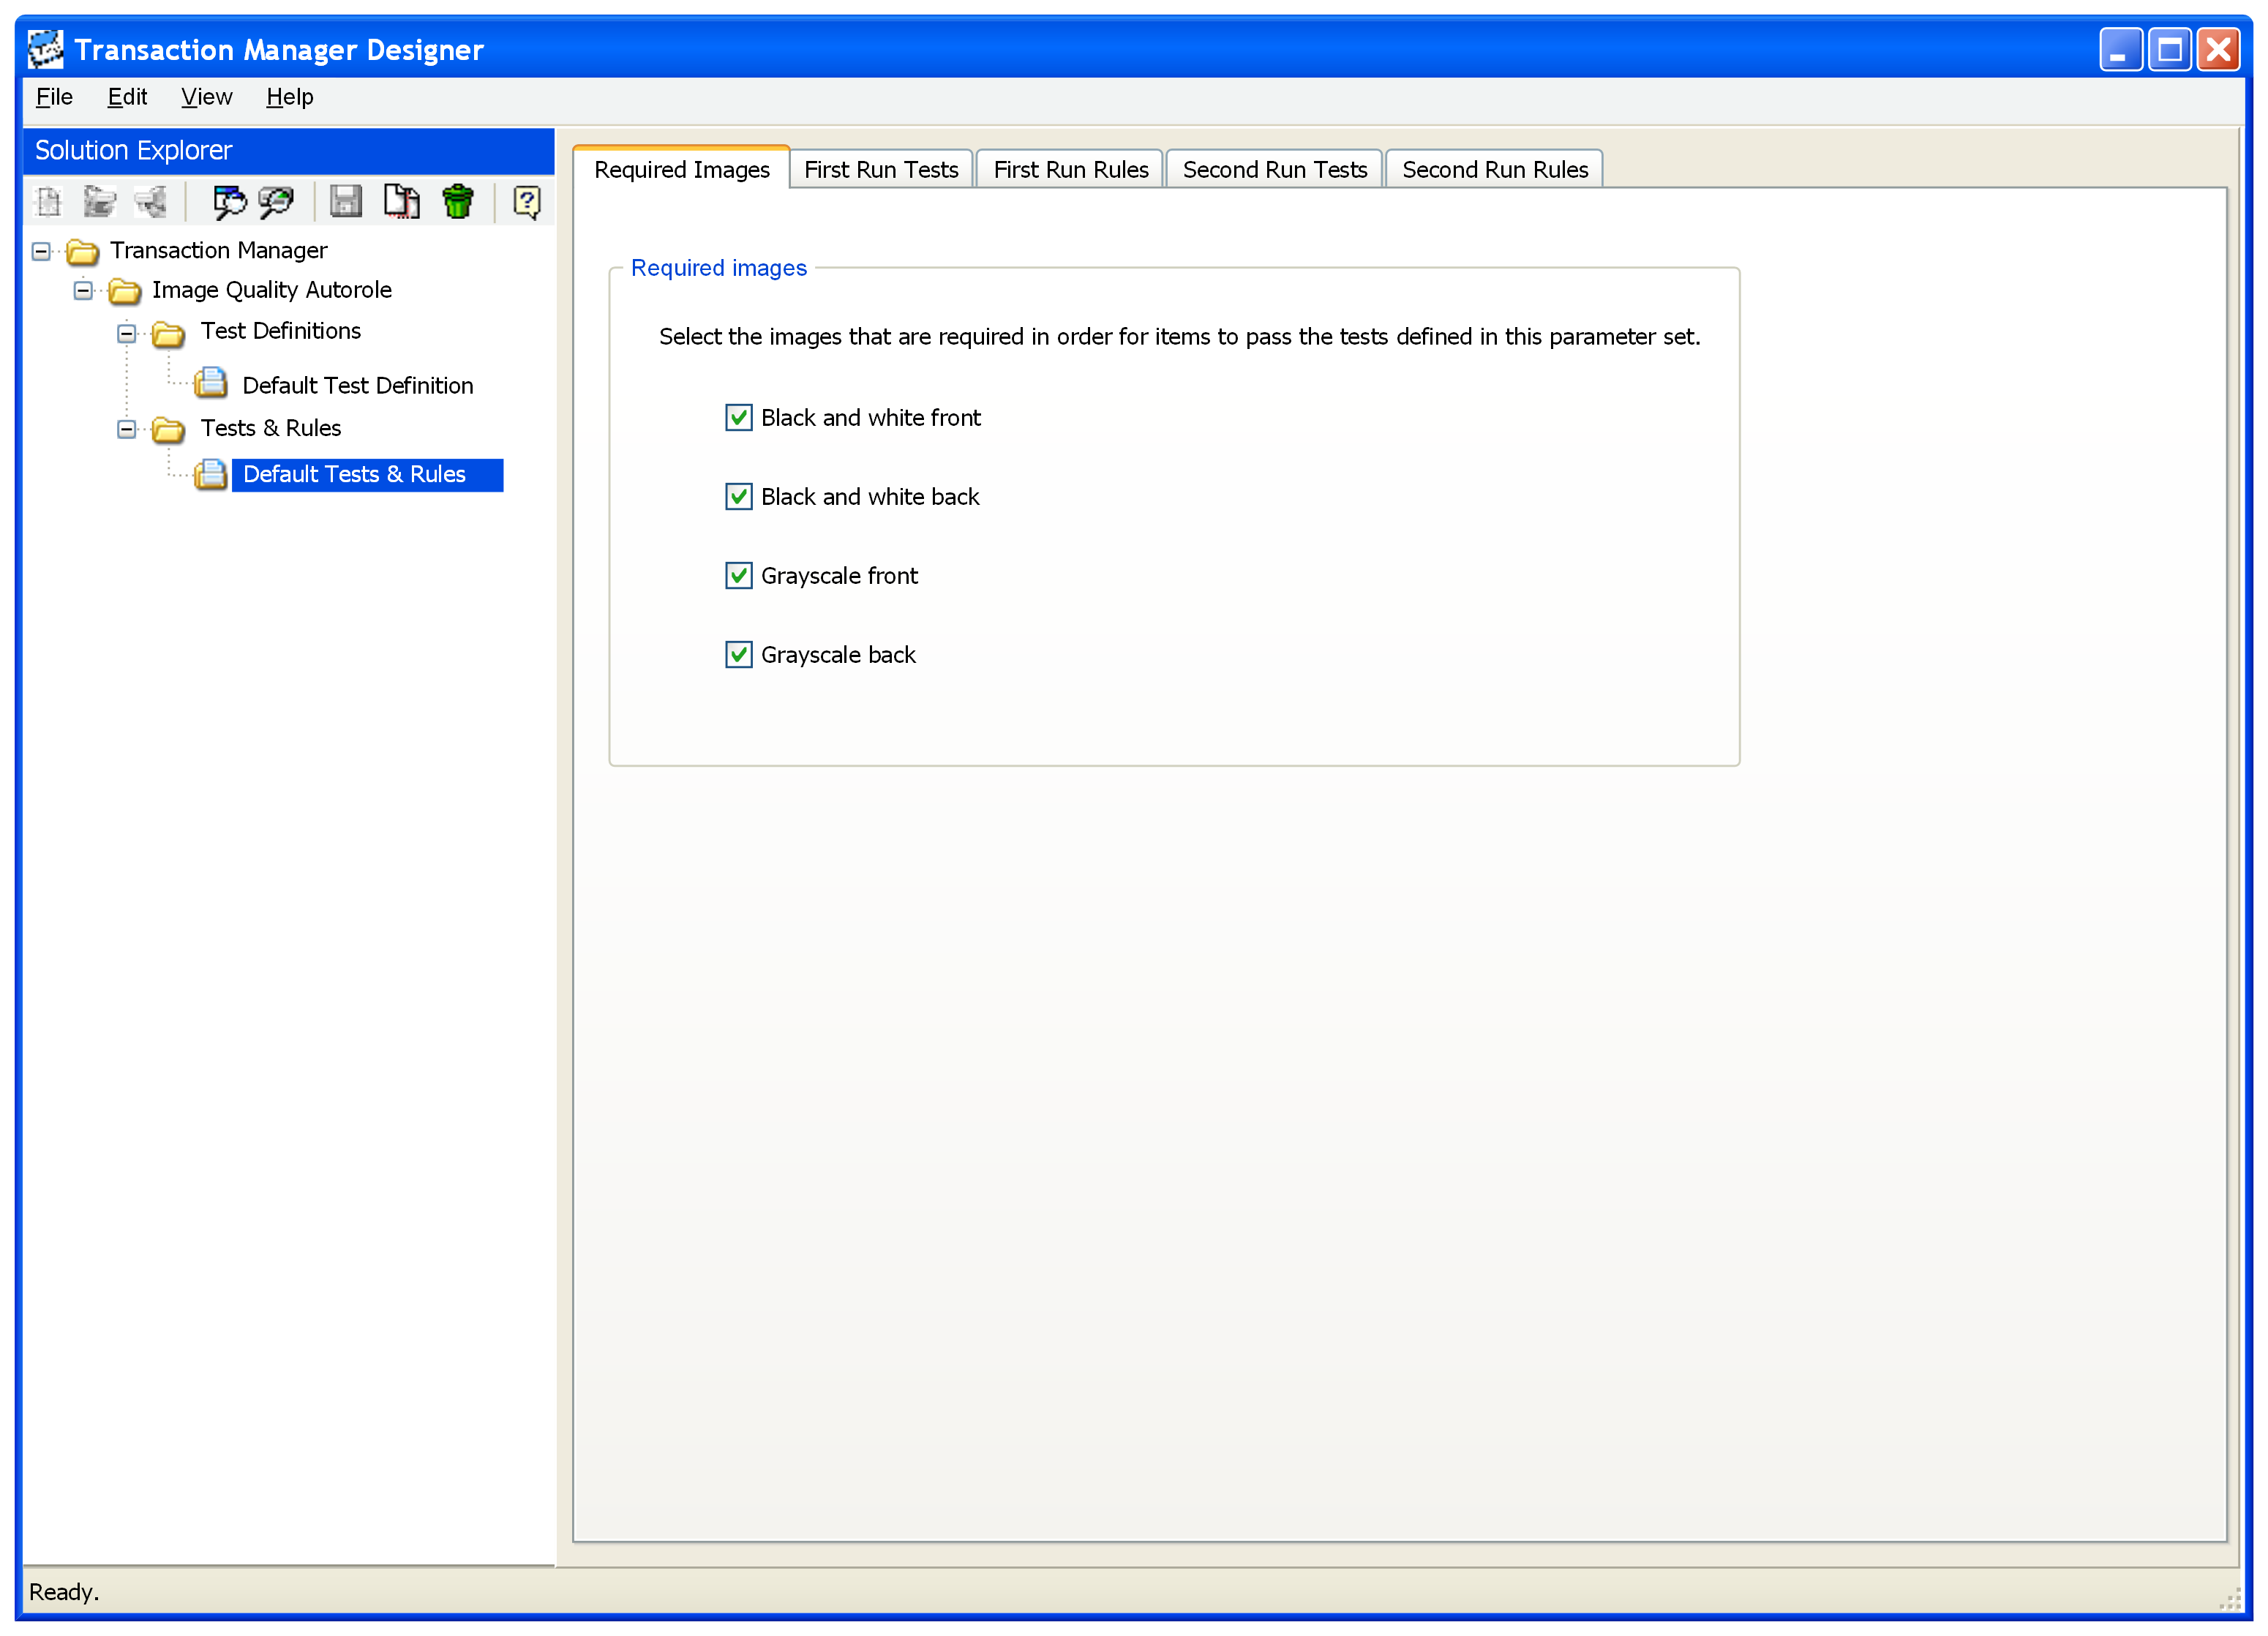 Transaction Manager Designer
File Edit View Help
Solution Explorer
Transaction Manager
Image Quality Autorole
Test Definitions
Default Test Definition
Tests & Rules
Default Tests & Rules
Required Images First Run Tests First Run Rules Second Run Tests Second Run Rules
Required images
Select the images that are required in order for items to pass the tests defined in this parameter set.
Black and white front
Black and white back
Grayscale front
Grayscale back
Ready.